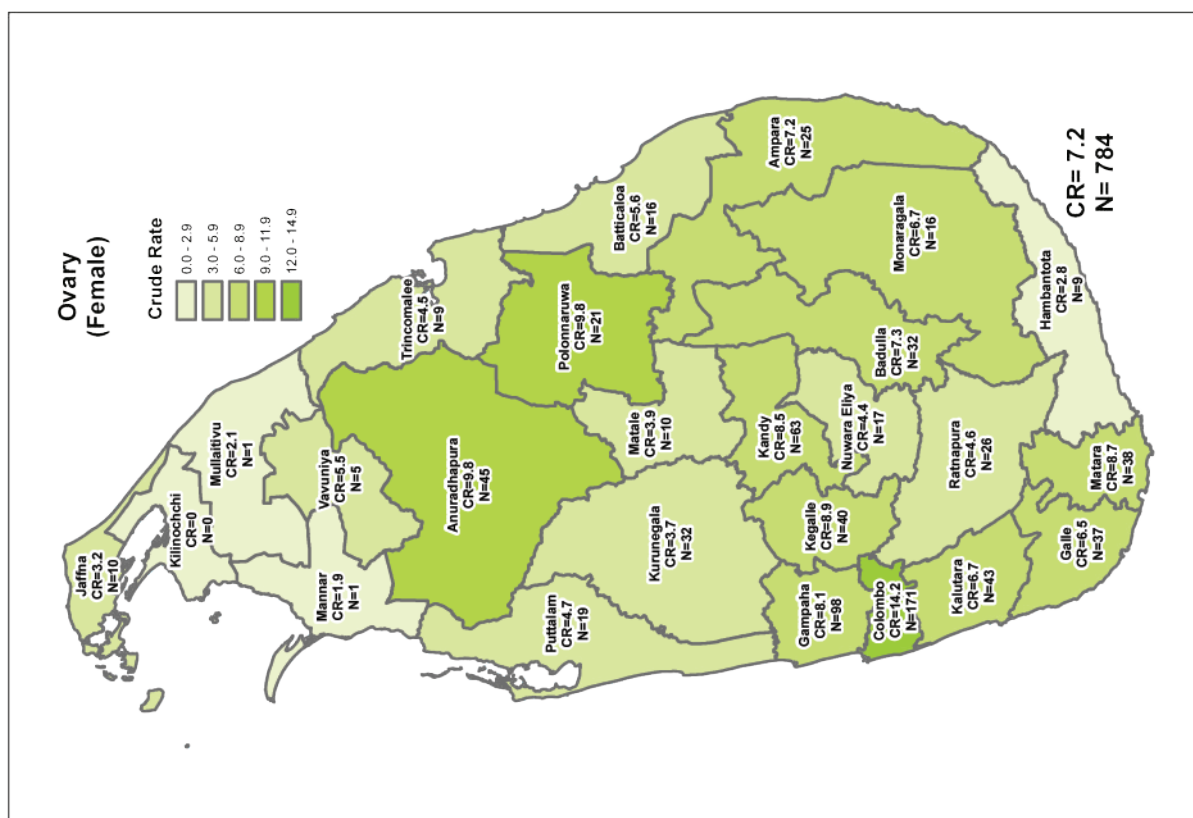 Ovary
(Female)
Crude Rate
0.0 - 2.9
3.0 - 5.9
6.0 - 8.9
9.0 - 11.9
12.0 - 14.9
Jaffna
CR=3.2
N=10
Kilinochchi
CR=0
N=0
Mullaitivu
CR=2.1
N=1
Mannar
CR=1.9
N=1
Vavuniya
CR=5.5
N=5
Trincomalee
CR=4.5
N=9
Anuradhapura
CR=9.8
N=45
Polonnaruwa
CR=9.8
N=21
Puttalam
CR=4.7
N=19
Batticaloa
CR=5.6
N=16
Matale
CR=3.9
N=10
Kurunegala
CR=3.7
N=32
Kandy
CR=8.5
N=63
Ampara
CR=7.2
N=25
Gampaha
CR=8.1
N=98
Kegalle
CR=8.9
N=40
Nuwara Eliya
CR=4.4
N=17
Badulla
CR=7.3
N=32
Monaragala
CR=6.7
N=16
Colombo
CR=14.2
N=171
Kalutara
CR=6.7
N=43
Ratnapura
CR=4.6
N=26
Hambantota
CR=2.8
N=9
Galle
CR=6.5
N=37
Matara
CR=8.7
N=38
CR= 7.2
N= 784